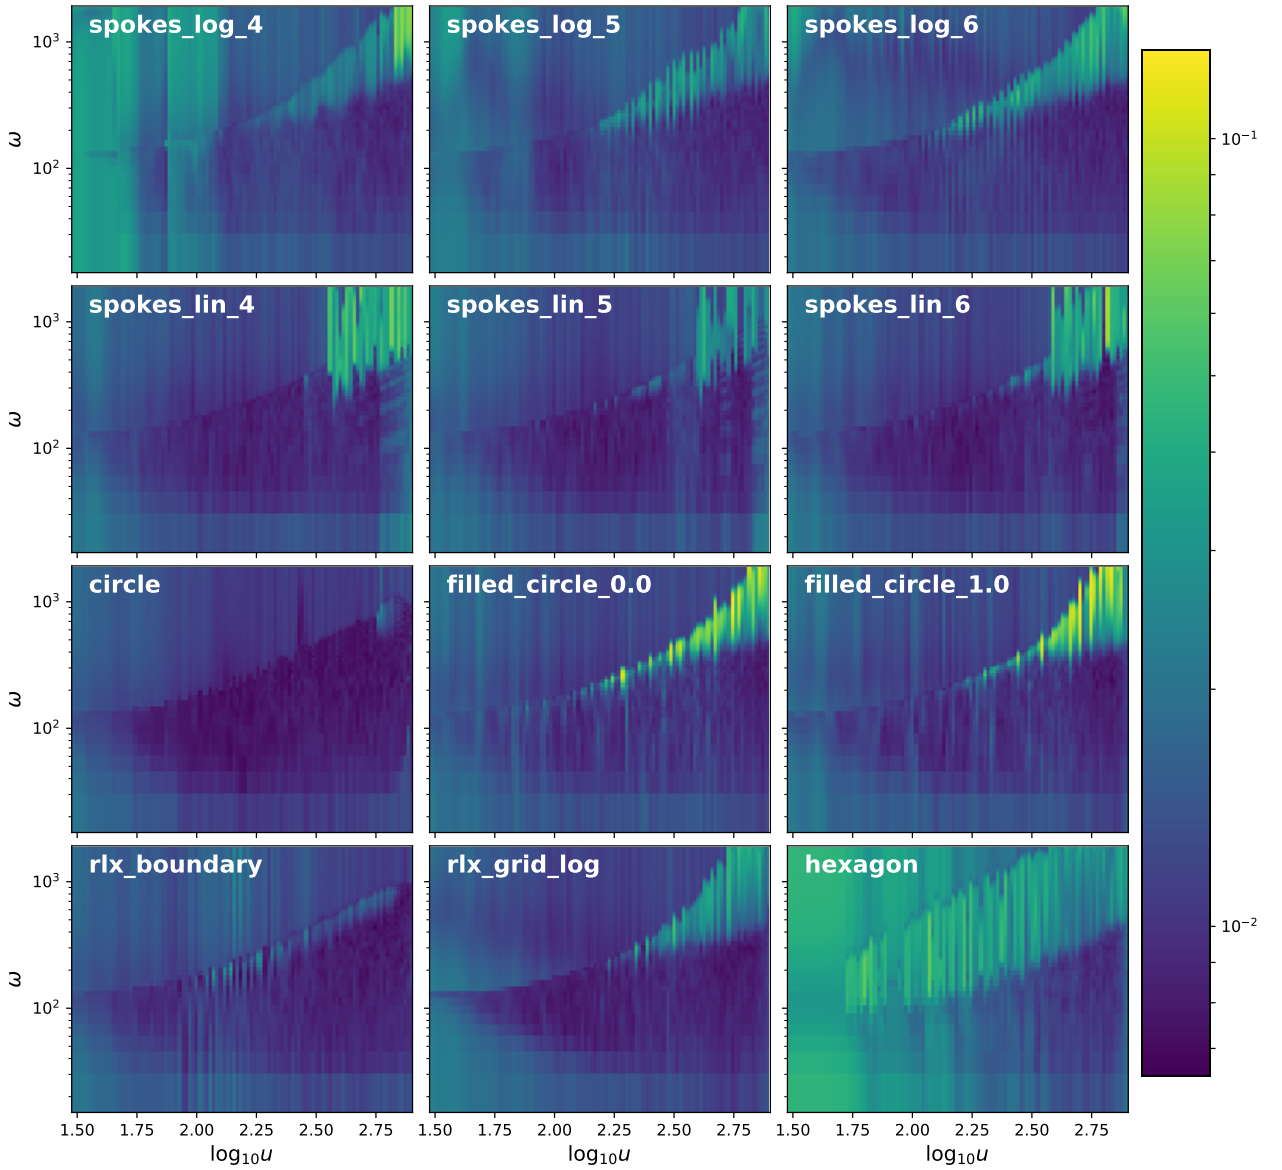 spokes_log_4 spokes_log_5 spokes_log_6
10³
ω
10²
10⁻¹
spokes_lin_4 spokes_lin_5 spokes_lin_6
10³
ω
10²
circle filled_circle_0.0 filled_circle_1.0
10³
ω
10²
rlx_boundary rlx_grid_log hexagon
10³
10⁻²
ω
10²
1.50 1.75 2.00 2.25 2.50 2.75 1.50 1.75 2.00 2.25 2.50 2.75 1.50 1.75 2.00 2.25 2.50 2.75
log₁₀u log₁₀u log₁₀u